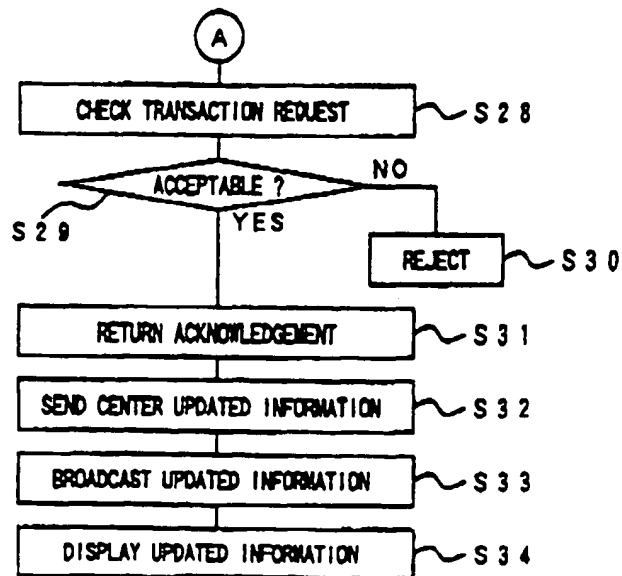 A
CHECK TRANSACTION REQUEST S28
ACCEPTABLE ? NO
S29 YES
REJECT S30
RETURN ACKNOWLEDGEMENT S31
SEND CENTER UPDATED INFORMATION S32
BROADCAST UPDATED INFORMATION S33
DISPLAY UPDATED INFORMATION S34